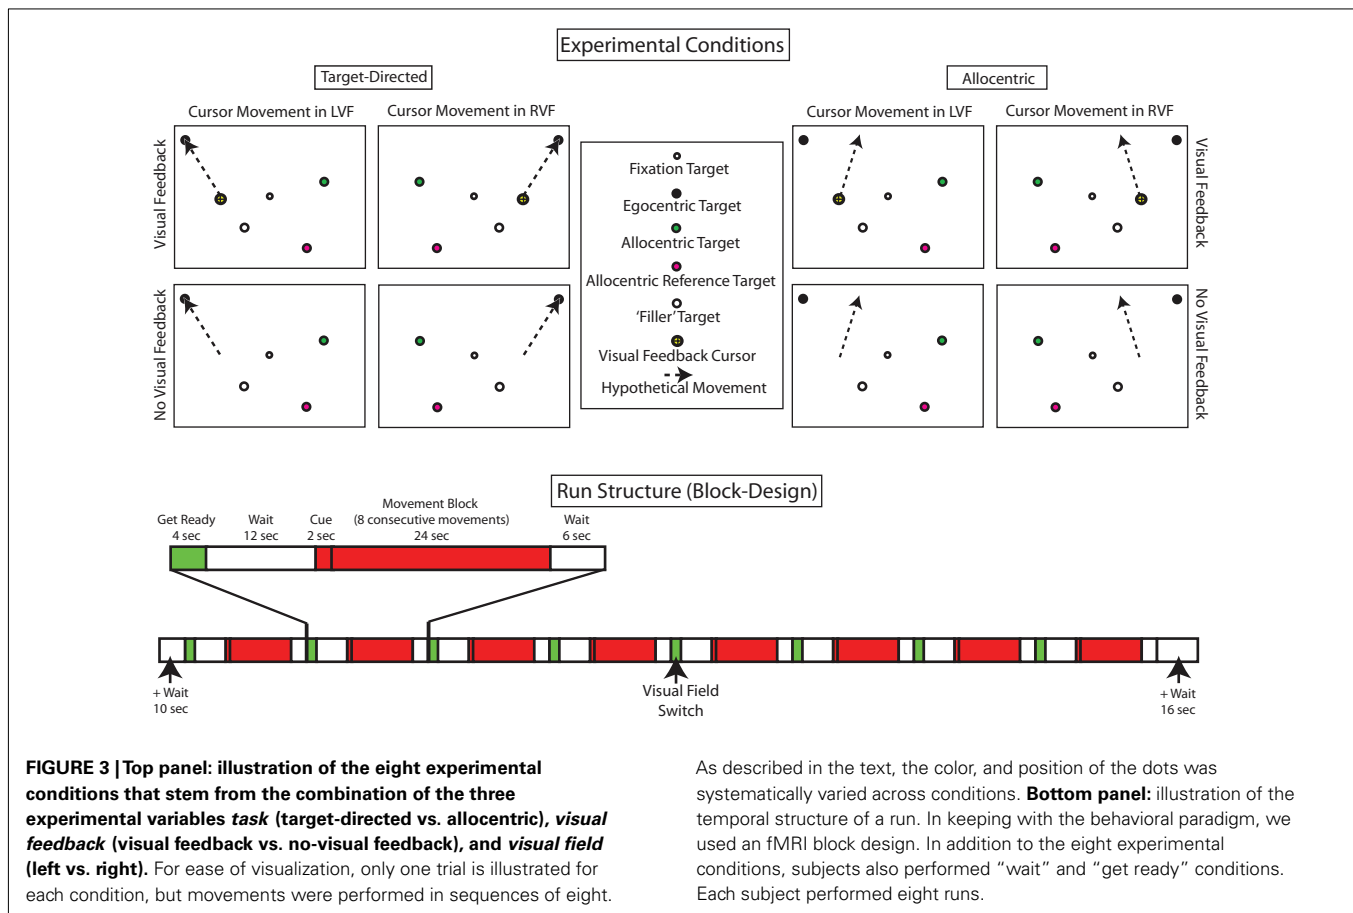 Experimental Conditions
Target-Directed
Cursor Movement in LVF
Cursor Movement in RVF
Visual Feedback
No Visual Feedback
Fixation Target
Egocentric Target
Allocentric Target
Allocentric Reference Target
'Filler' Target
Visual Feedback Cursor
Hypothetical Movement
Allocentric
Cursor Movement in LVF
Cursor Movement in RVF
Visual Feedback
No Visual Feedback
Run Structure (Block-Design)
Get Ready
4 sec
Wait
12 sec
Cue
2 sec
Movement Block
(8 consecutive movements)
24 sec
Wait
6 sec
+ Wait
10 sec
Visual Field
Switch
+ Wait
16 sec
FIGURE 3 | Top panel: illustration of the eight experimental
conditions that stem from the combination of the three
experimental variables task (target-directed vs. allocentric), visual
feedback (visual feedback vs. no-visual feedback), and visual field
(left vs. right). For ease of visualization, only one trial is illustrated for
each condition, but movements were performed in sequences of eight.
As described in the text, the color, and position of the dots was
systematically varied across conditions. Bottom panel: illustration of the
temporal structure of a run. In keeping with the behavioral paradigm, we
used an fMRI block design. In addition to the eight experimental
conditions, subjects also performed “wait” and “get ready” conditions.
Each subject performed eight runs.